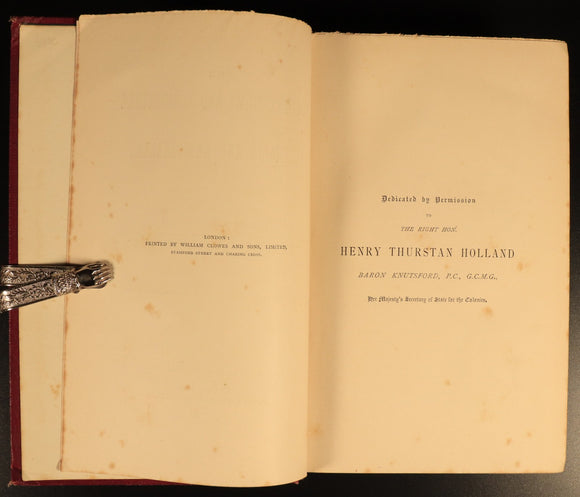 LONDON:
PRINTED BY WILLIAM CLOWES AND SONS, LIMITED,
STAMFORD STREET AND CHARING CROSS.
Dedicated by Permission
TO
THE RIGHT HON.
HENRY THURSTAN HOLLAND
BARON KNUTSFORD, P.C., G.C.M.G.,
Her Majesty's Secretary of State for the Colonies.